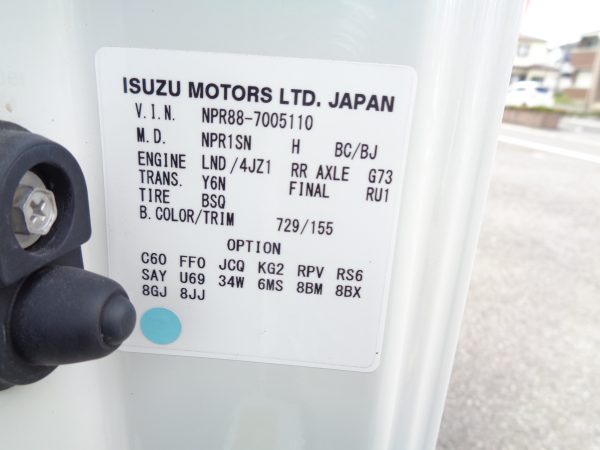 ISUZU MOTORS LTD. JAPAN
V.I.N. NPR88-7005110
M.D. NPR1SN H BC/BJ
ENGINE LND/4JZ1 RR AXLE G73
TRANS. Y6N FINAL RU1
TIRE BSQ
B.COLOR/TRIM 729/155
OPTION
C60 FF0 JCQ KG2 RPV RS6
SAY U69 34W 6MS 8BM 8BX
8GJ 8JJ